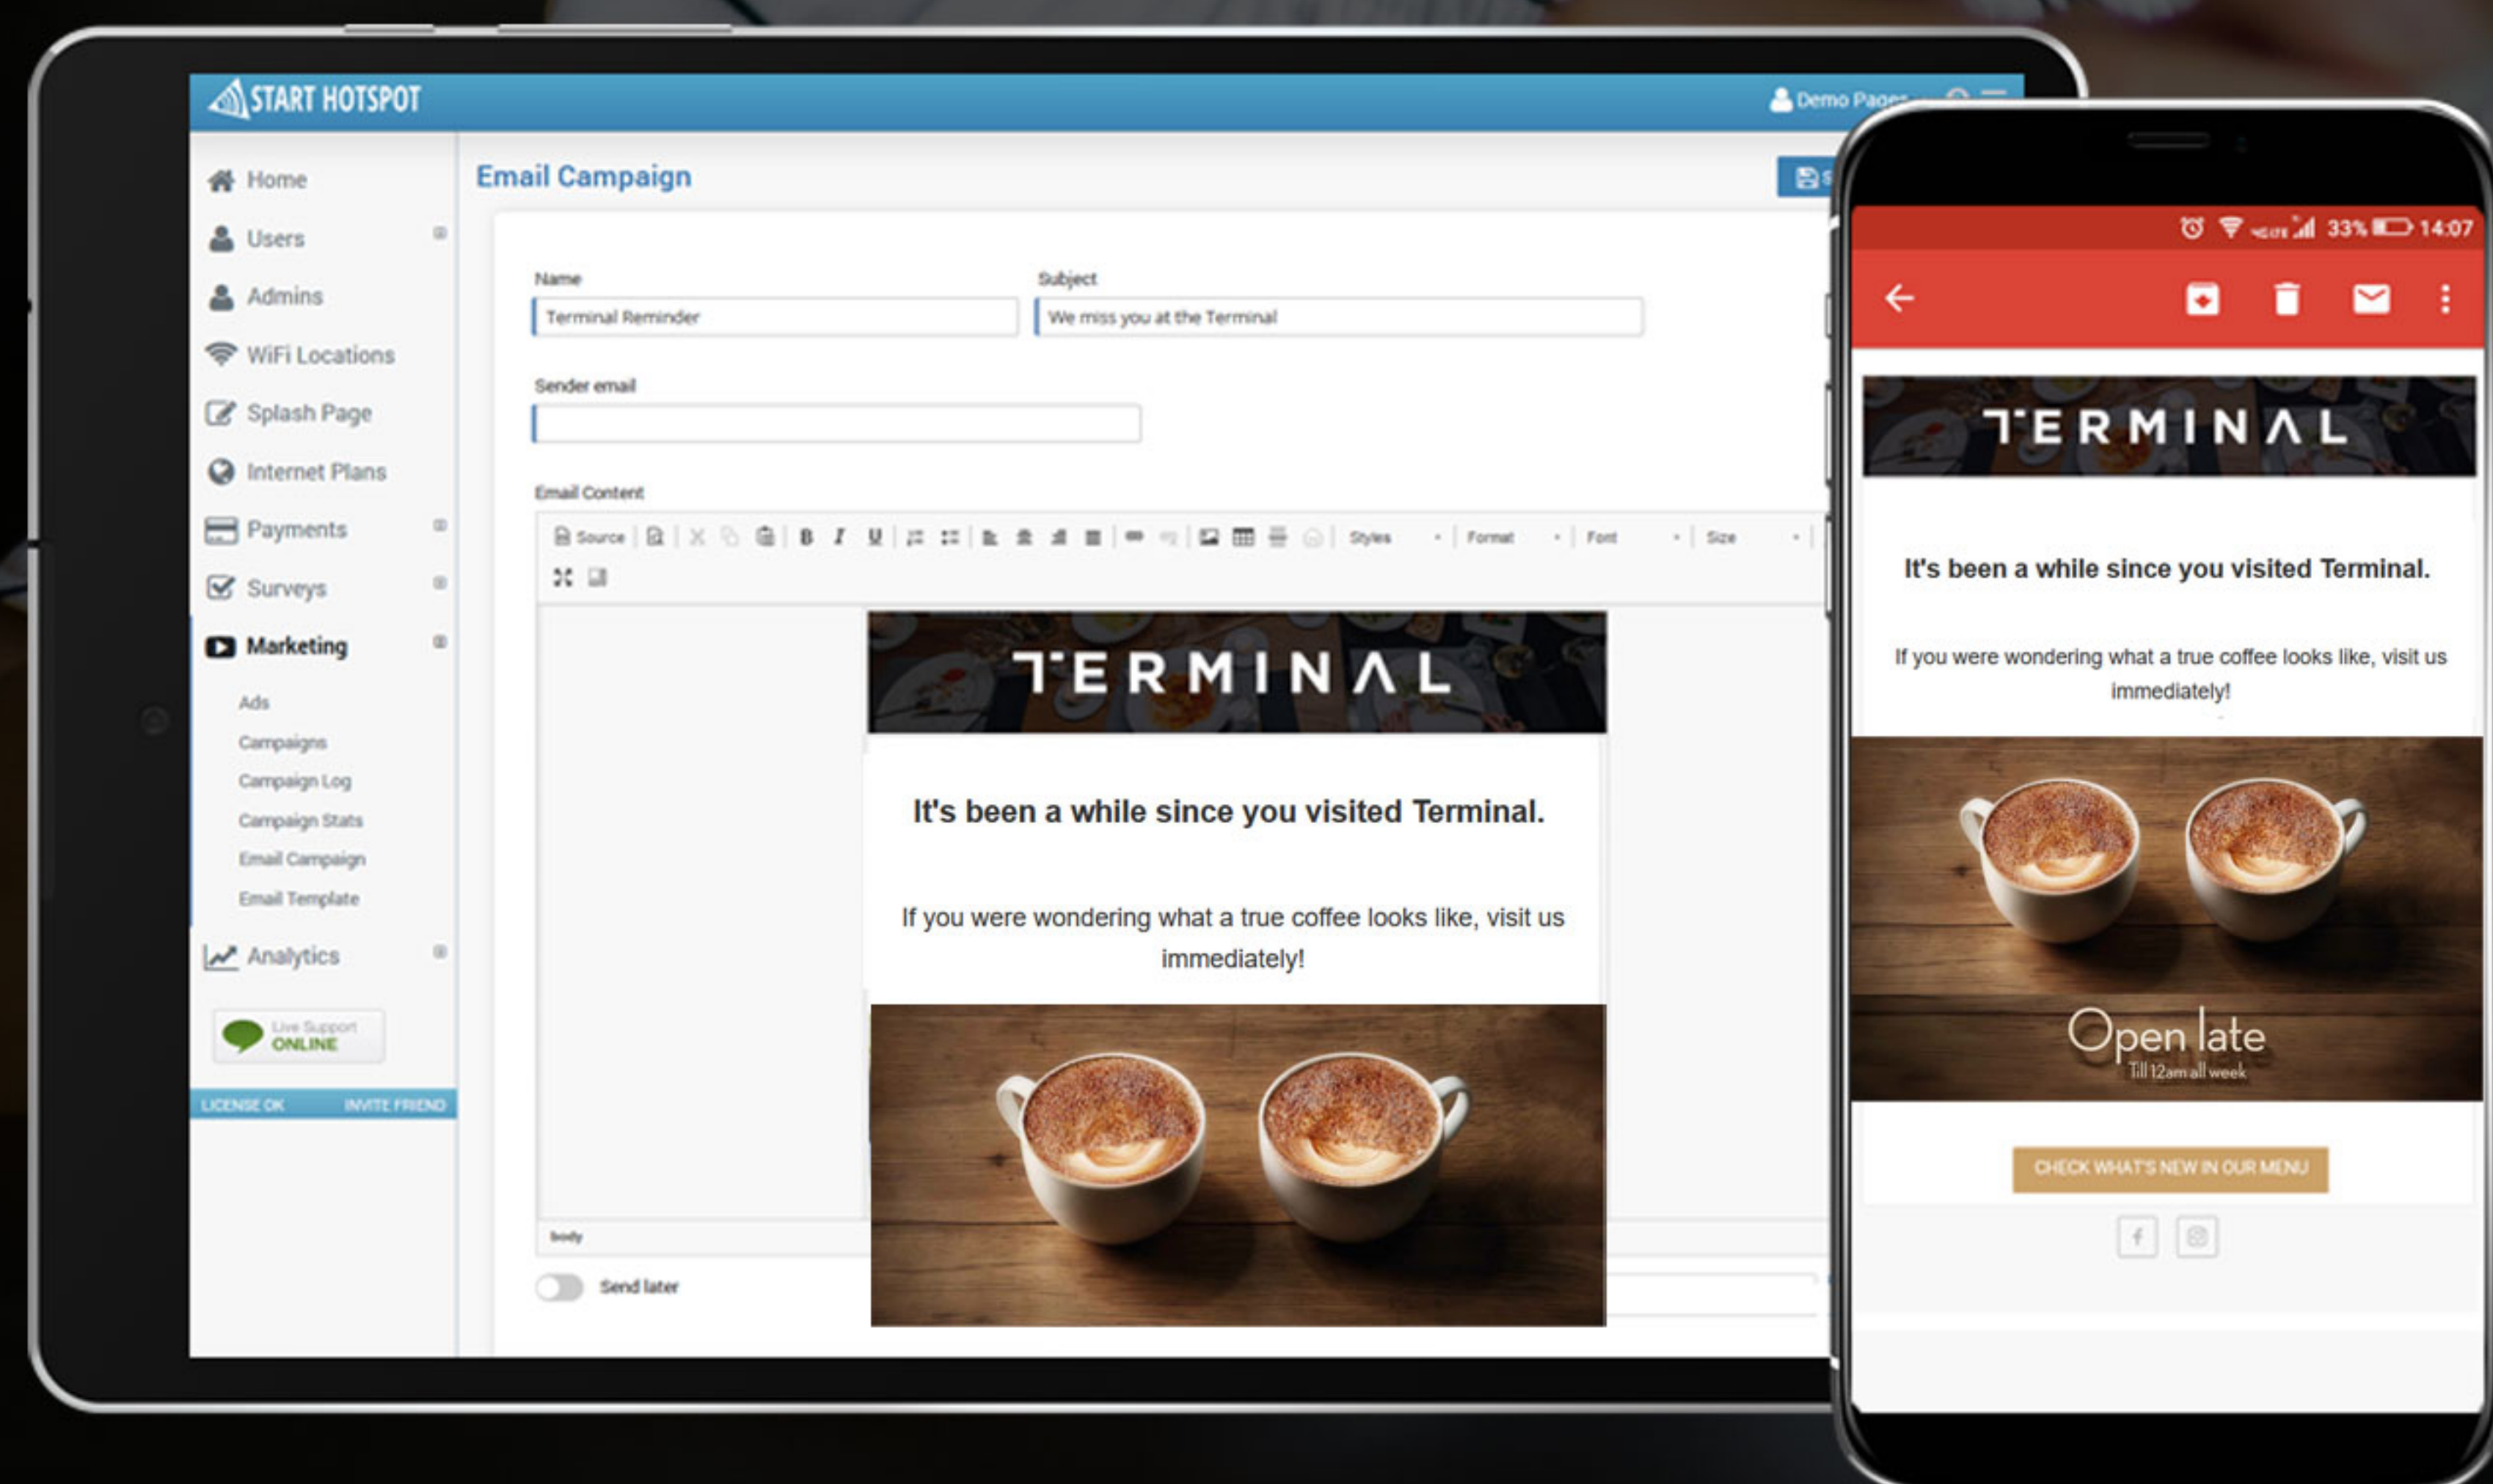 START HOTSPOT
Demo Pages
Home
Users
Admins
WiFi Locations
Splash Page
Internet Plans
Payments
Surveys
Marketing
Ads
Campaigns
Campaign Log
Campaign Stats
Email Campaign
Email Template
Analytics
Live Support
ONLINE
LICENSE OK INVITE FRIEND
Email Campaign
Name Subject
Terminal Reminder We miss you at the Terminal
Sender email
Email Content
Source B I U Styles Format Font Size
TERMINAL
It's been a while since you visited Terminal.
If you were wondering what a true coffee looks like, visit us
immediately!
body
Send later
33% 14:07
TERMINAL
It's been a while since you visited Terminal.
If you were wondering what a true coffee looks like, visit us
immediately!
Open late
Till 12am all week
CHECK WHAT'S NEW IN OUR MENU